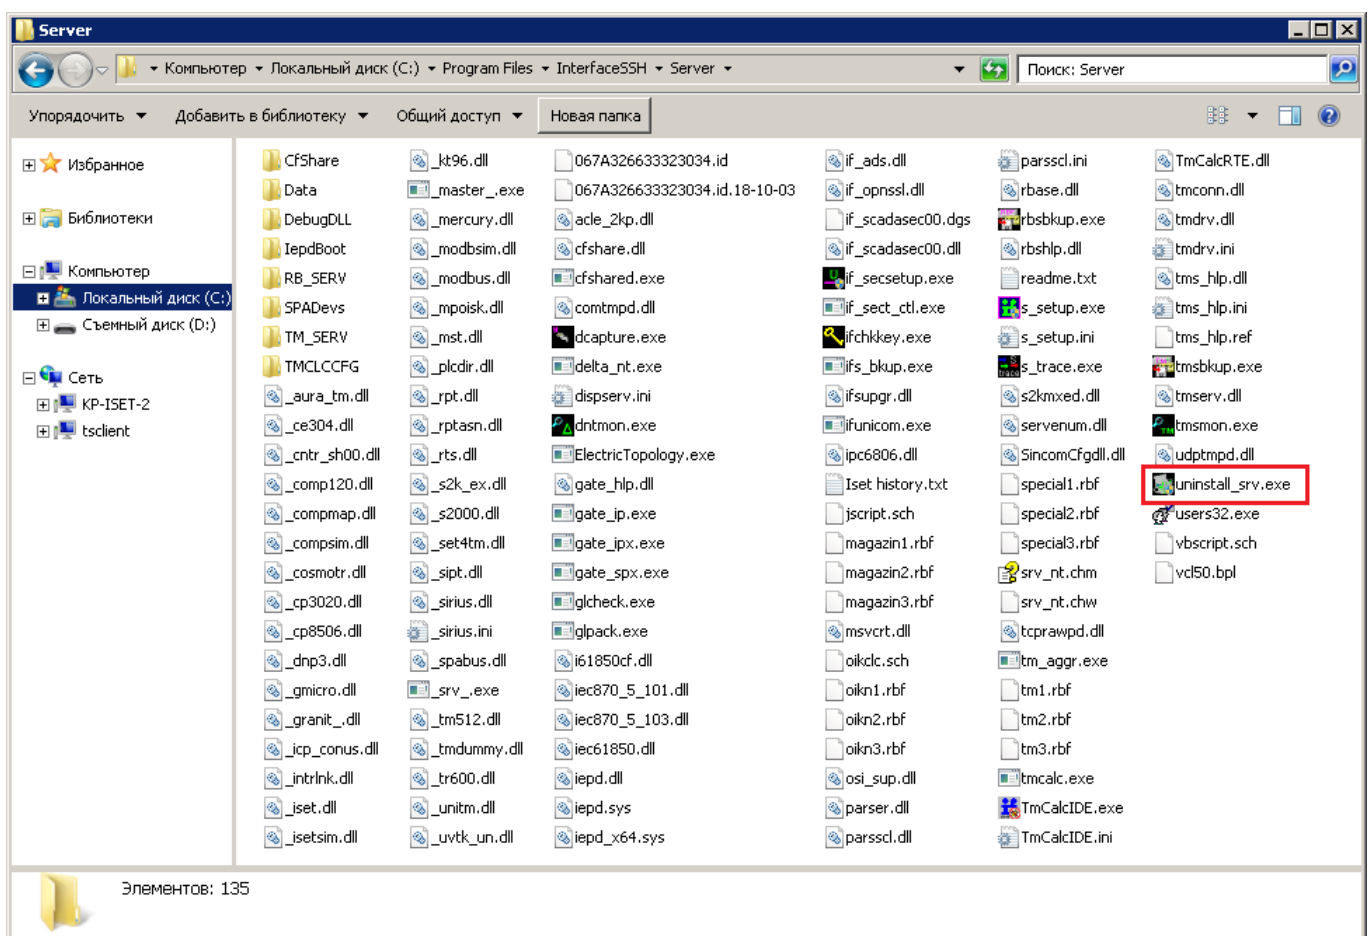 Server
Компьютер Локальный диск (C:) Program Files InterfaceSSH Server
Поиск: Server
Упорядочить Добавить в библиотеку Общий доступ Новая папка
Избранное
Библиотеки
Компьютер
Локальный диск (C:)
Съемный диск (D:)
Сеть
KP-ISET-2
tsclient
CfShare
Data
DebugDLL
IepdBoot
RB_SERV
SPADevs
TM_SERV
TMCLCCFG
_aura_tm.dll
_ce304.dll
_cntr_sh00.dll
_comp120.dll
_compmap.dll
_compsim.dll
_cosmotr.dll
_cp3020.dll
_cp8506.dll
_dnp3.dll
_gmicro.dll
_granit_.dll
_icp_conus.dll
_intrlnk.dll
_iset.dll
_isetsim.dll
_kt96.dll
_master_.exe
_mercury.dll
_modbsim.dll
_modbus.dll
_mpoisk.dll
_mst.dll
_plcdir.dll
_rpt.dll
_rptasn.dll
_rts.dll
_s2k_ex.dll
_s2000.dll
_set4tm.dll
_sipt.dll
_sirius.dll
_sirius.ini
_spabus.dll
_srv_.exe
_tm512.dll
_tmdummy.dll
_tr600.dll
_unitm.dll
_uvtk_un.dll
067A326633323034.id
067A326633323034.id.18-10-03
acle_2kp.dll
cfshare.dll
cfshared.exe
comtmpd.dll
dcapture.exe
delta_nt.exe
dispserv.ini
dntmon.exe
ElectricTopology.exe
gate_hlp.dll
gate_ip.exe
gate_ipx.exe
gate_spx.exe
glcheck.exe
glpack.exe
i61850cf.dll
iec870_5_101.dll
iec870_5_103.dll
iec61850.dll
iepd.dll
iepd.sys
iepd_x64.sys
if_ads.dll
if_opnssl.dll
if_scadasec00.dgs
if_scadasec00.dll
if_secsetup.exe
if_sect_ctl.exe
ifchkkey.exe
ifs_bkup.exe
ifsupgr.dll
ifunicom.exe
ipc6806.dll
Iset history.txt
jscript.sch
magazin1.rbf
magazin2.rbf
magazin3.rbf
msvcrt.dll
oikclc.sch
oikn1.rbf
oikn2.rbf
oikn3.rbf
osi_sup.dll
parser.dll
parsscl.dll
parsscl.ini
rbase.dll
rbsbkup.exe
rbshlp.dll
readme.txt
s_setup.exe
s_setup.ini
s_trace.exe
s2kmxed.dll
servenum.dll
SincomCfgdll.dll
special1.rbf
special2.rbf
special3.rbf
srv_nt.chm
srv_nt.chw
tcprawpd.dll
tm_aggr.exe
tm1.rbf
tm2.rbf
tm3.rbf
tmcalc.exe
TmCalcIDE.exe
TmCalcIDE.ini
TmCalcRTE.dll
tmconn.dll
tmdrv.dll
tmdrv.ini
tms_hlp.dll
tms_hlp.ini
tms_hlp.ref
tmsbkup.exe
tmserv.dll
tmsmon.exe
udptmpd.dll
uninstall_srv.exe
users32.exe
vbscript.sch
vcl50.bpl
Элементов: 135